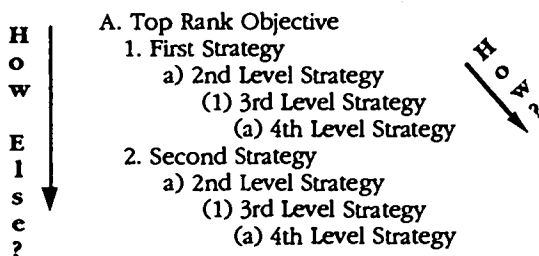 How Else?
A. Top Rank Objective
1. First Strategy
a) 2nd Level Strategy
(1) 3rd Level Strategy
(a) 4th Level Strategy
2. Second Strategy
a) 2nd Level Strategy
(1) 3rd Level Strategy
(a) 4th Level Strategy
How?